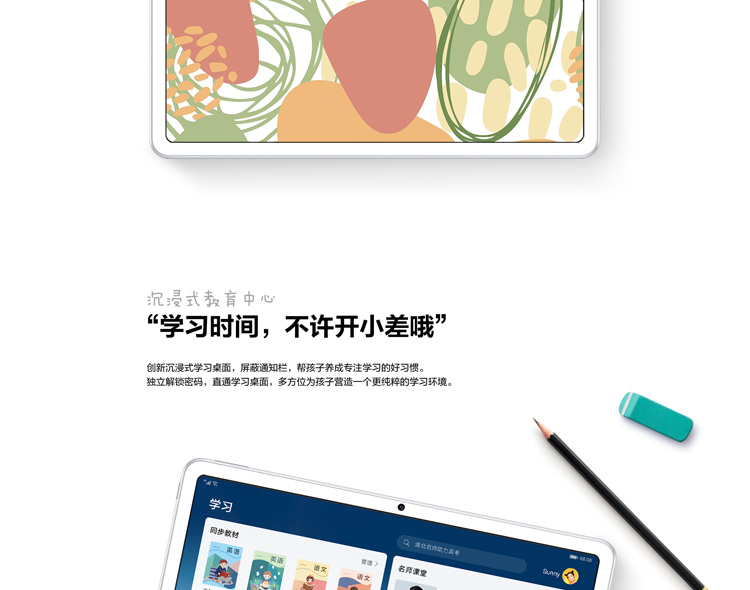 沉浸式教育中心
“学习时间，不许开小差哦”
创新沉浸式学习桌面，屏蔽通知栏，帮孩子养成专注学习的好习惯。
独立解锁密码，直通学习桌面，多方位为孩子营造一个更纯粹的学习环境。
08:08
学习
清北名师助力高考
Sunny
同步教材
管理 >
名师课堂
英语
英语
语文
语文